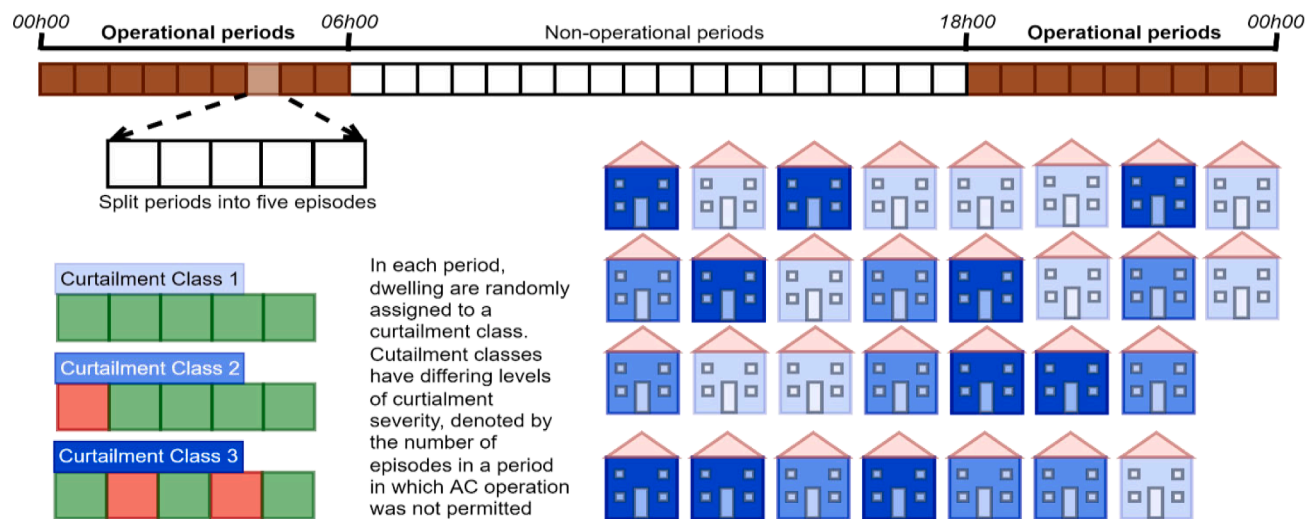 00h00
06h00
18h00
00h00
Operational periods
Non-operational periods
Operational periods
Split periods into five episodes
Curtailment Class 1
Curtailment Class 2
Curtailment Class 3
In each period,
dwelling are randomly
assigned to a
curtailment class.
Cutailment classes
have differing levels
of curtialment
severity, denoted by
the number of
episodes in a period
in which AC operation
was not permitted